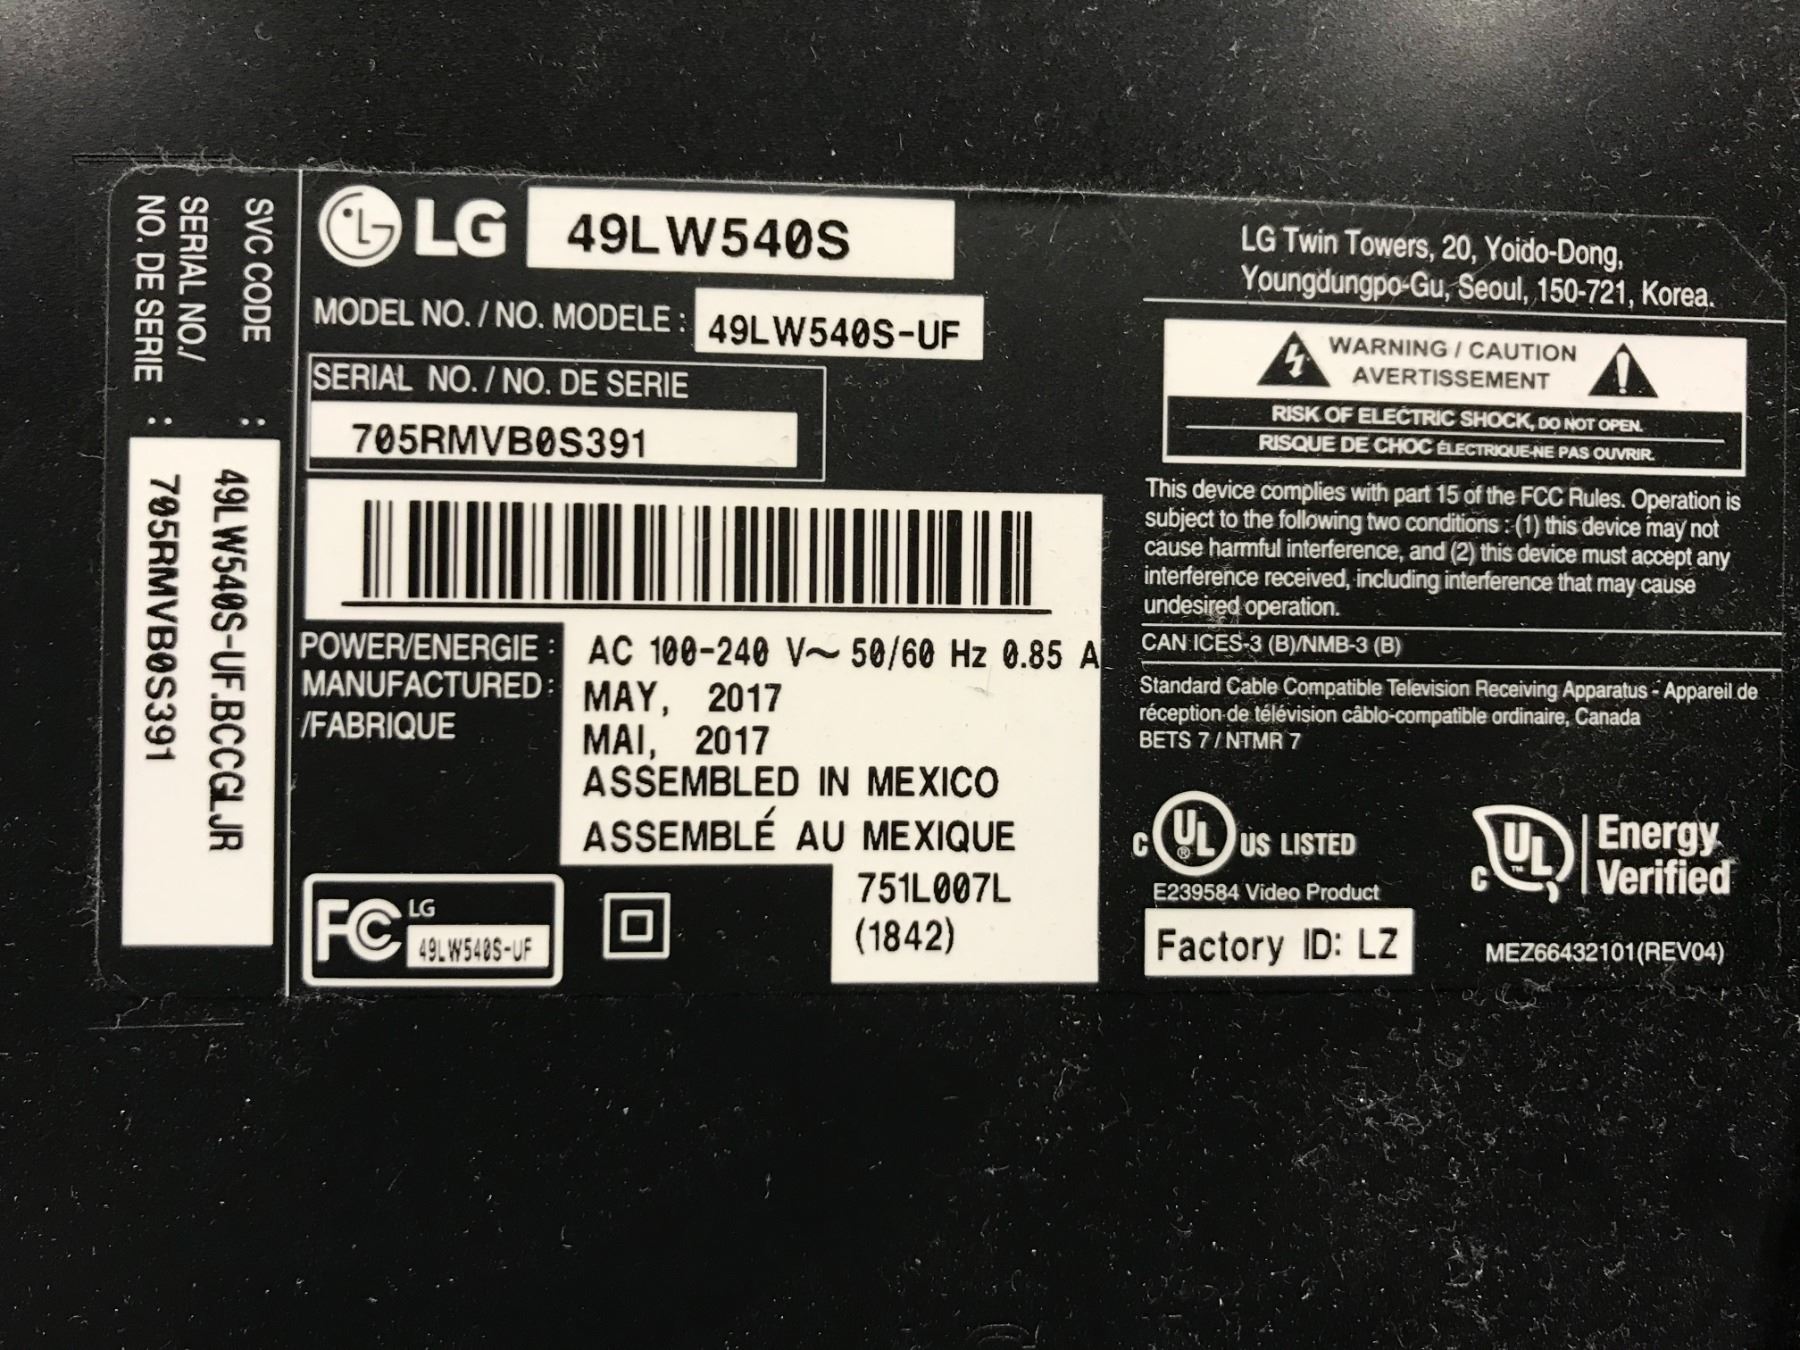 SVC CODE : 49LW540S-UF.BCCGLJR
SERIAL NO./
NO. DE SERIE : 705RMVB0S391
LG 49LW540S
MODEL NO. / NO. MODELE : 49LW540S-UF
SERIAL NO. / NO. DE SERIE
705RMVB0S391
POWER/ENERGIE : AC 100-240 V~ 50/60 Hz 0.85 A
MANUFACTURED : MAY, 2017
/FABRIQUE MAI, 2017
ASSEMBLED IN MEXICO
ASSEMBLÉ AU MEXIQUE
751L007L
(1842)
FC LG
49LW540S-UF
LG Twin Towers, 20, Yoido-Dong,
Youngdungpo-Gu, Seoul, 150-721, Korea.
WARNING / CAUTION
AVERTISSEMENT
RISK OF ELECTRIC SHOCK, DO NOT OPEN.
RISQUE DE CHOC ÉLECTRIQUE-NE PAS OUVRIR.
This device complies with part 15 of the FCC Rules. Operation is
subject to the following two conditions : (1) this device may not
cause harmful interference, and (2) this device must accept any
interference received, including interference that may cause
undesired operation.
CAN ICES-3 (B)/NMB-3 (B)
Standard Cable Compatible Television Receiving Apparatus - Appareil de
réception de télévision câblo-compatible ordinaire, Canada
BETS 7 / NTMR 7
C UL ® US LISTED
E239584 Video Product
Factory ID: LZ
C UL ™ Energy
Verified
MEZ66432101(REV04)